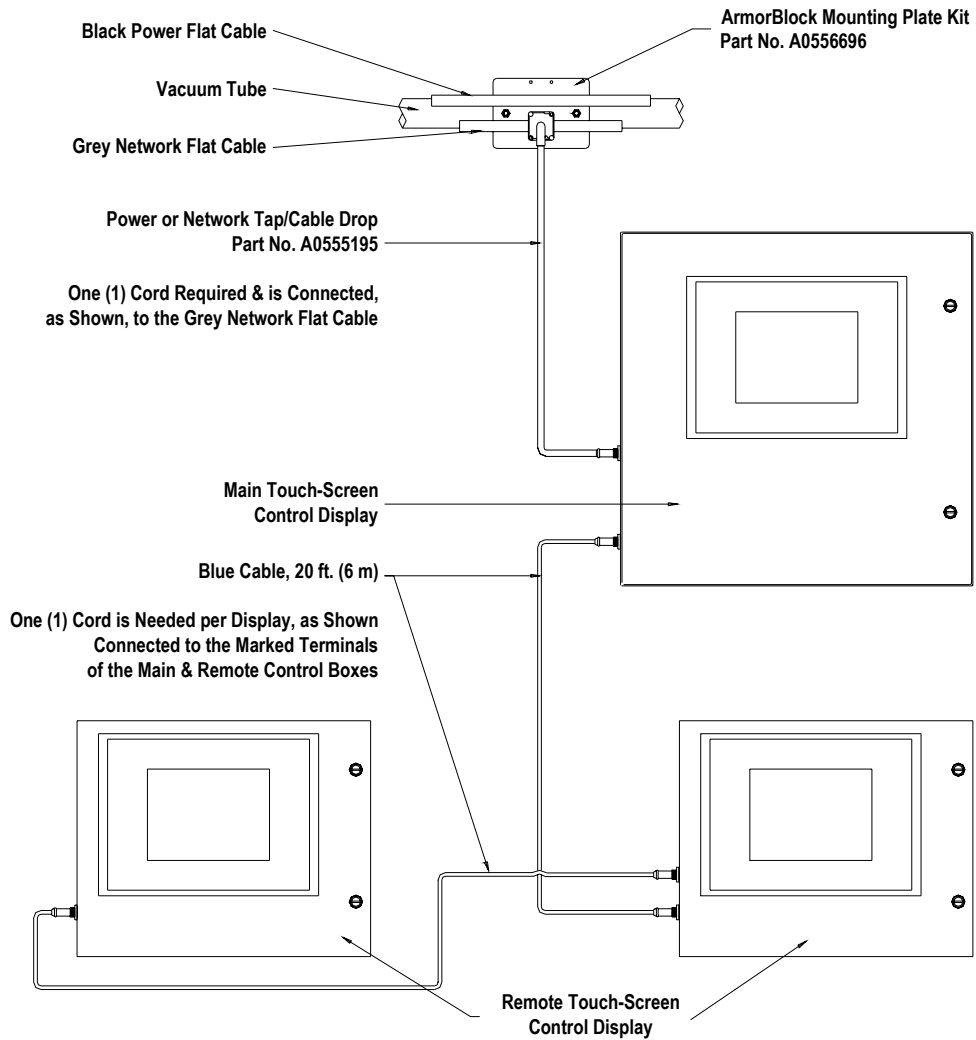 ArmorBlock Mounting Plate Kit
Part No. A0556696
Black Power Flat Cable
Vacuum Tube
Grey Network Flat Cable
Power or Network Tap/Cable Drop
Part No. A0555195
One (1) Cord Required & is Connected,
as Shown, to the Grey Network Flat Cable
Main Touch-Screen
Control Display
Blue Cable, 20 ft. (6 m)
One (1) Cord is Needed per Display, as Shown
Connected to the Marked Terminals
of the Main & Remote Control Boxes
Remote Touch-Screen
Control Display